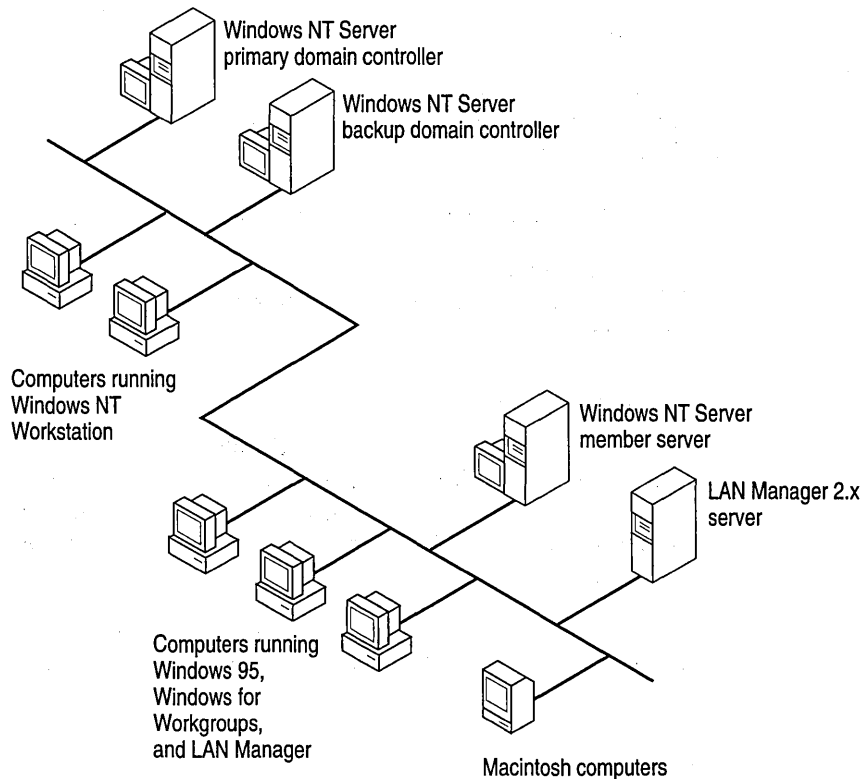 Windows NT Server
primary domain controller
Windows NT Server
backup domain controller
Computers running
Windows NT
Workstation
Windows NT Server
member server
LAN Manager 2.x
server
Computers running
Windows 95,
Windows for
Workgroups,
and LAN Manager
Macintosh computers